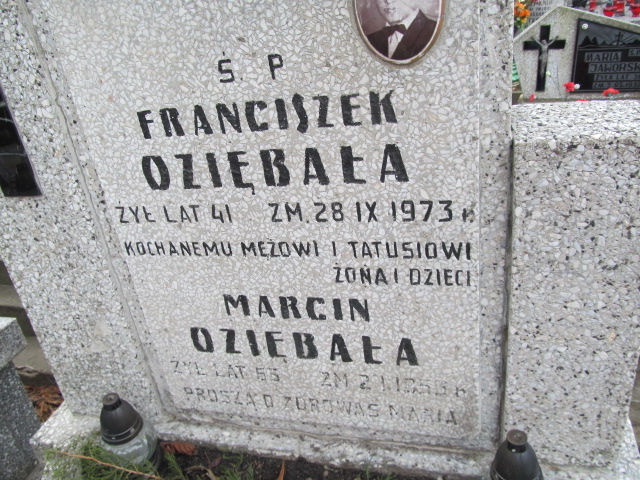 Ś. P
FRANCISZEK
OZIĘBAŁA
ŻYŁ LAT 41 ZM. 28 IX 1973 R
KOCHANEMU MĘŻOWI I TATUSIOWI
ŻONA I DZIECI
MARCIN
OZIĘBAŁA
ŻYŁ LAT ZM
PROSZĄ O ZDROWAŚ MARIA
MARIA